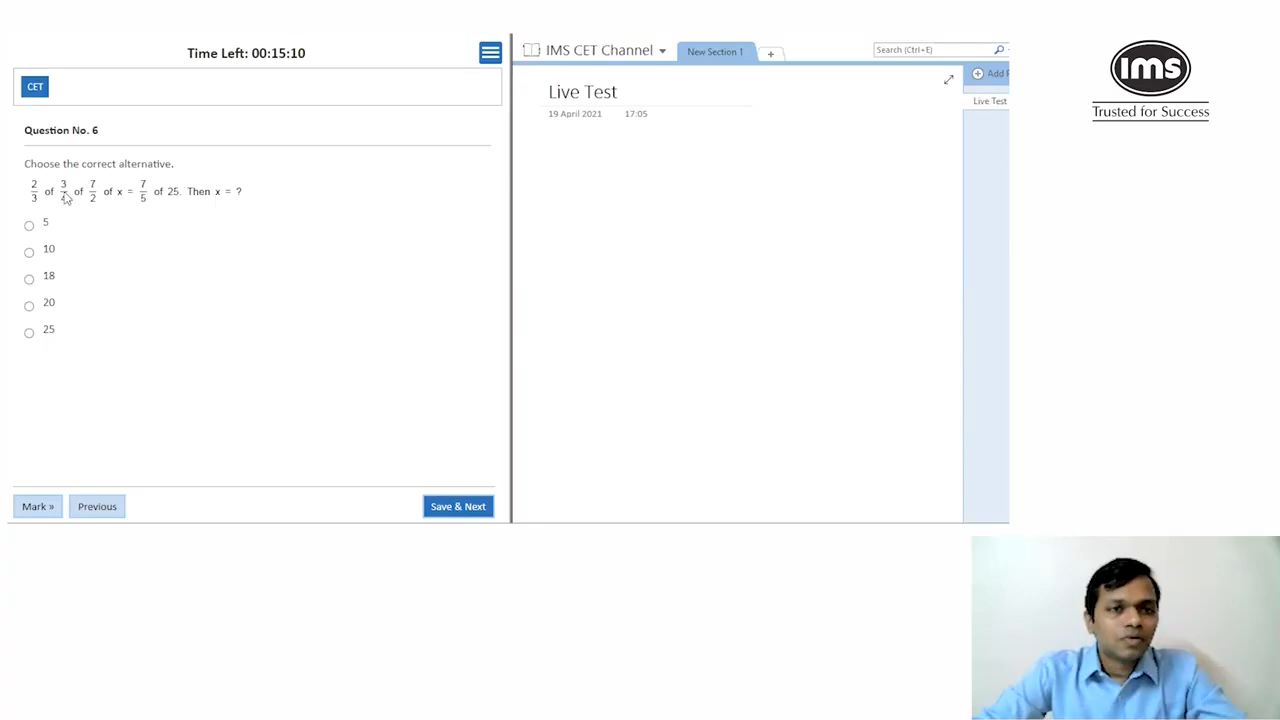 Time Left: 00:15:10
CET
Question No. 6
Choose the correct alternative.
2/3 of 3/4 of 7/2 of x = 7/5 of 25. Then x = ?
5
10
18
20
25
Mark »
Previous
Save & Next
IMS CET Channel
New Section 1
+
Search (Ctrl+E)
Live Test
19 April 2021 17:05
Add
Live Test
ims
Trusted for Success